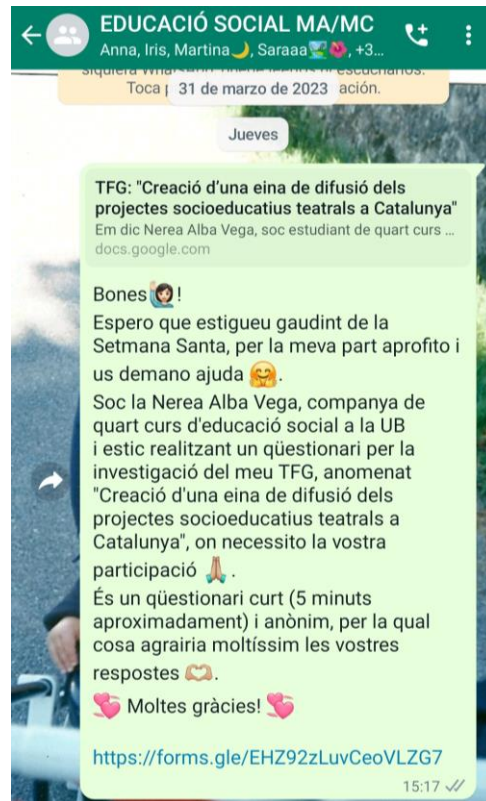 EDUCACIÓ SOCIAL MA/MC
Anna, Iris, Martina🌙, Saraaa🧚🌺, +3...
Toca ación.
31 de marzo de 2023
Jueves
TFG: "Creació d'una eina de difusió dels
projectes socioeducatius teatrals a Catalunya"
Em dic Nerea Alba Vega, soc estudiant de quart curs ...
docs.google.com
Bones🙋🏻‍♀️!
Espero que estigueu gaudint de la
Setmana Santa, per la meva part aprofito i
us demano ajuda 🤗.
Soc la Nerea Alba Vega, companya de
quart curs d'educació social a la UB
i estic realitzant un qüestionari per la
investigació del meu TFG, anomenat
"Creació d'una eina de difusió dels
projectes socioeducatius teatrals a
Catalunya", on necessito la vostra
participació 🙏🏼.
És un qüestionari curt (5 minuts
aproximadament) i anònim, per la qual
cosa agrairia moltíssim les vostres
respostes 🫶🏼.
💞 Moltes gràcies! 💞
https://forms.gle/EHZ92zLuvCeoVLZG7
15:17